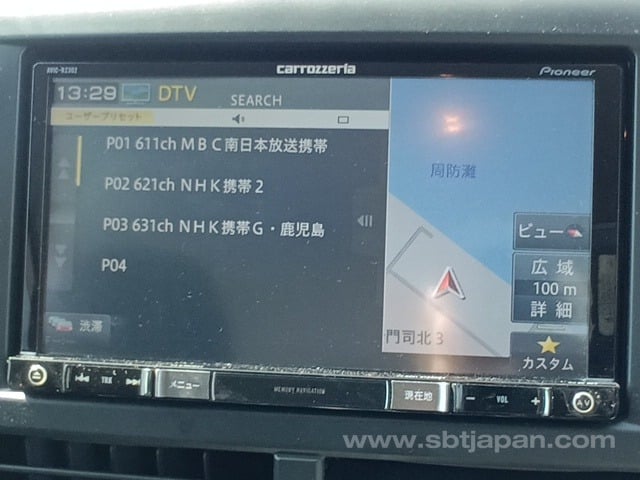 AVIC-RZ302
carrozzeria
Pioneer
13:29 DTV SEARCH
ユーザープリセット
P01 611ch ＭＢＣ南日本放送携帯
P02 621ch ＮＨＫ携帯２
P03 631ch ＮＨＫ携帯Ｇ・鹿児島
P04
渋滞
周防灘
ビュー
広域
100 m
詳細
門司北３
カスタム
TRK
メニュー
MEMORY NAVIGATION
現在地
− VOL +
AV
www.sbtjapan.com